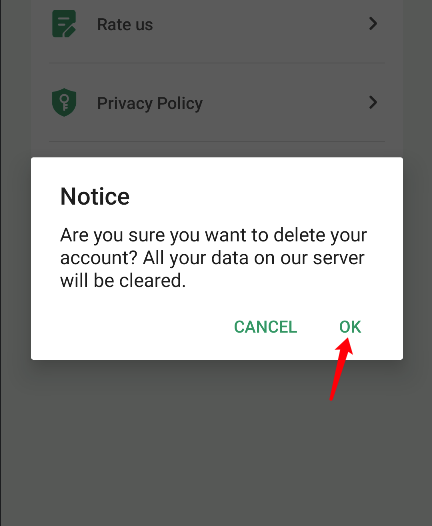 Rate us
Privacy Policy
Notice
Are you sure you want to delete your
account? All your data on our server
will be cleared.
CANCEL OK